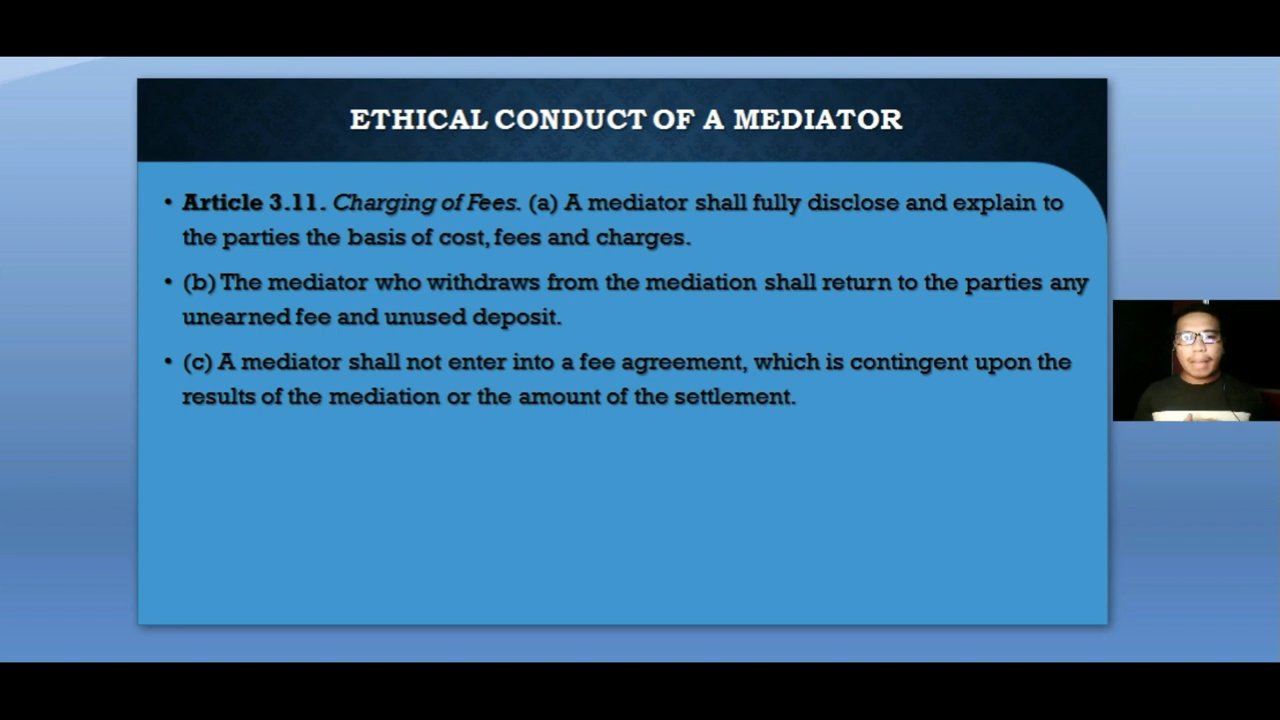 ETHICAL CONDUCT OF A MEDIATOR
• Article 3.11. Charging of Fees. (a) A mediator shall fully disclose and explain to
the parties the basis of cost, fees and charges.
• (b) The mediator who withdraws from the mediation shall return to the parties any
unearned fee and unused deposit.
• (c) A mediator shall not enter into a fee agreement, which is contingent upon the
results of the mediation or the amount of the settlement.